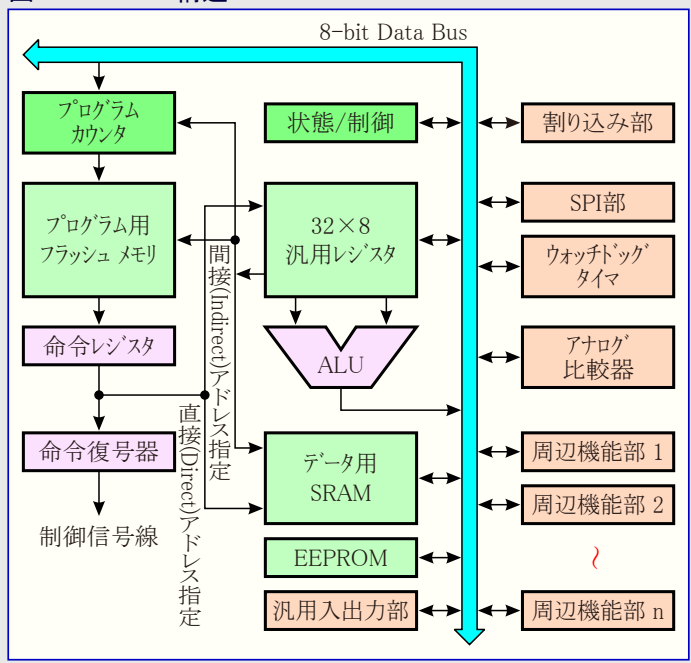 8-bit Data Bus
プログラム
カウンタ
状態/制御
割り込み部
プログラム用
フラッシュ メモリ
32×8
汎用レジスタ
SPI部
ウォッチドッグ
タイマ
間接(Indirect)アドレス指定
命令レジスタ
ALU
アナログ
比較器
直接(Direct)アドレス指定
命令復号器
データ用
SRAM
周辺機能部 1
周辺機能部 2
制御信号線
EEPROM
~
汎用入出力部
周辺機能部 n